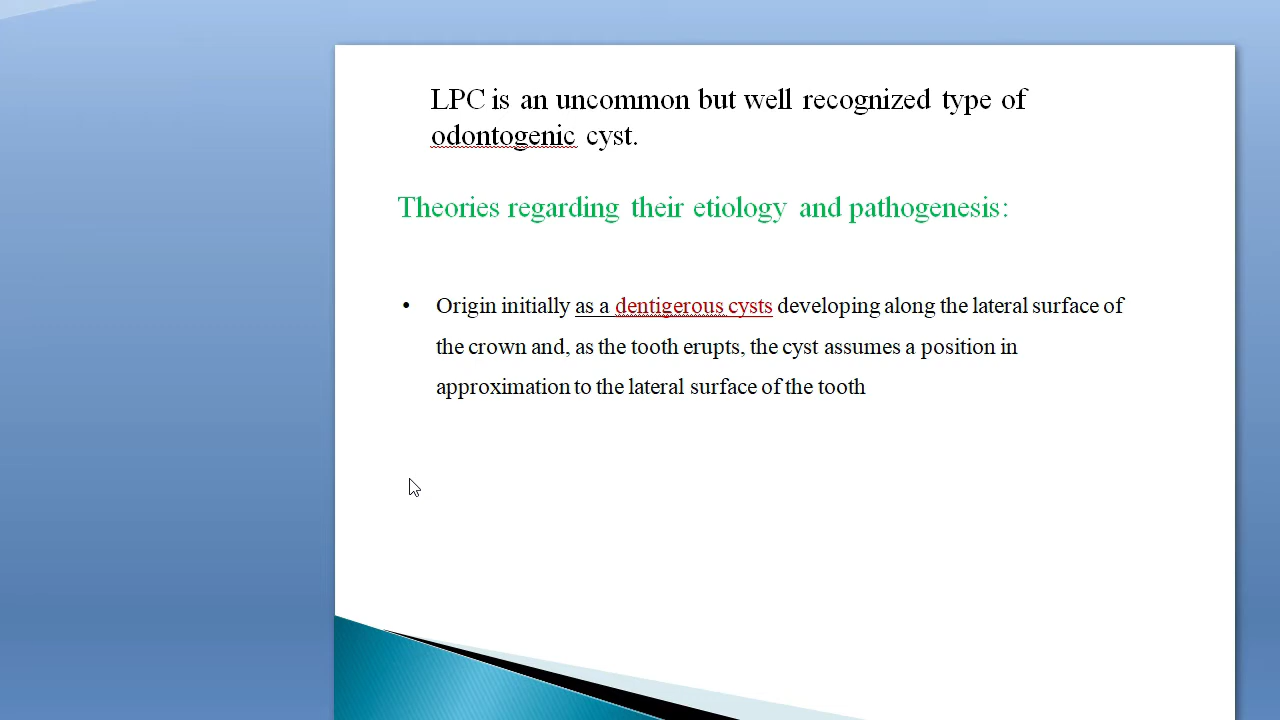 LPC is an uncommon but well recognized type of
odontogenic cyst.
Theories regarding their etiology and pathogenesis:
• Origin initially as a dentigerous cysts developing along the lateral surface of
the crown and, as the tooth erupts, the cyst assumes a position in
approximation to the lateral surface of the tooth